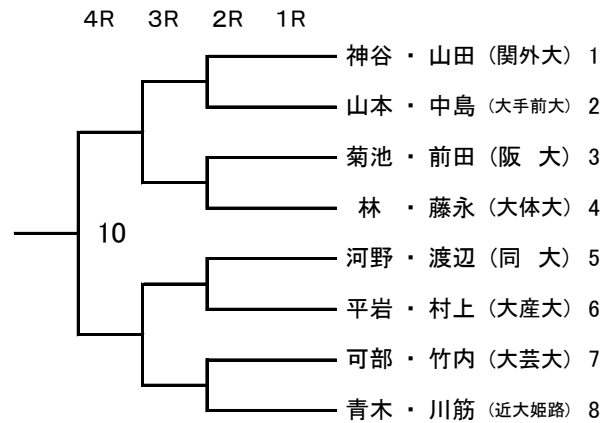 4R 3R 2R 1R
神谷 ・ 山田 (関外大) 1
山本 ・ 中島 (大手前大) 2
菊池 ・ 前田 (阪 大) 3
林 ・ 藤永 (大体大) 4
10
河野 ・ 渡辺 (同 大) 5
平岩 ・ 村上 (大産大) 6
可部 ・ 竹内 (大芸大) 7
青木 ・ 川筋 (近大姫路) 8